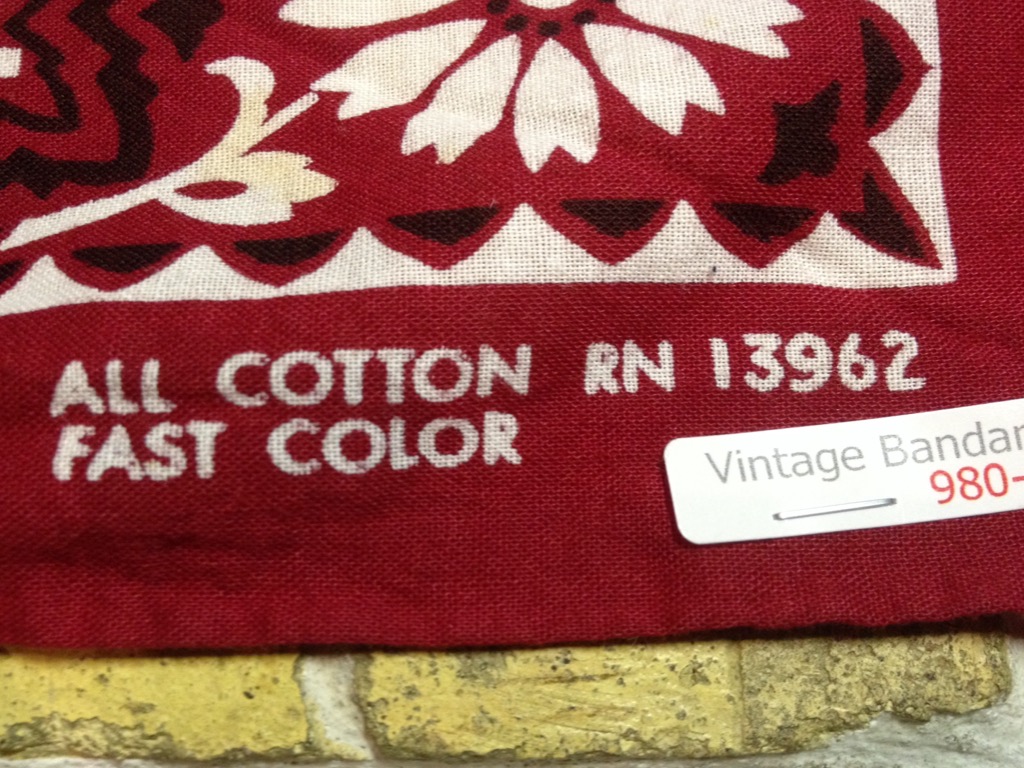 ALL COTTON RN 13962
FAST COLOR
Vintage Bandan
980-